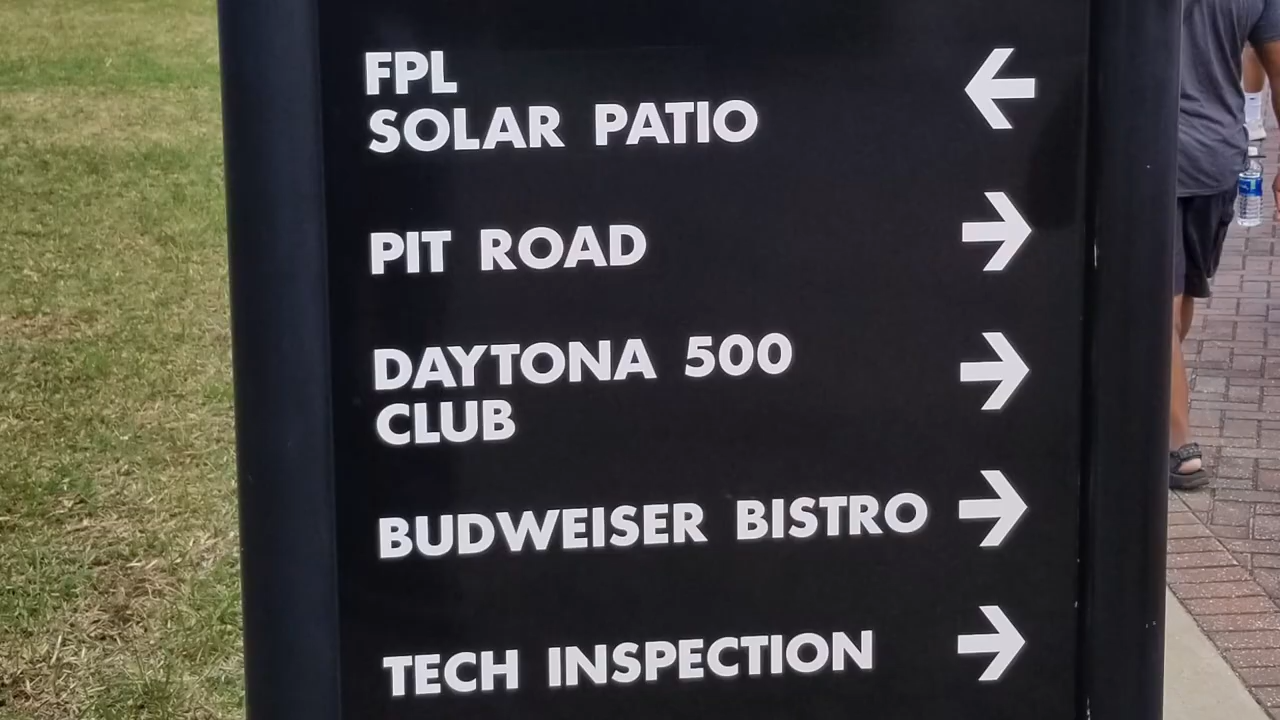 FPL
SOLAR PATIO
PIT ROAD
DAYTONA 500
CLUB
BUDWEISER BISTRO
TECH INSPECTION